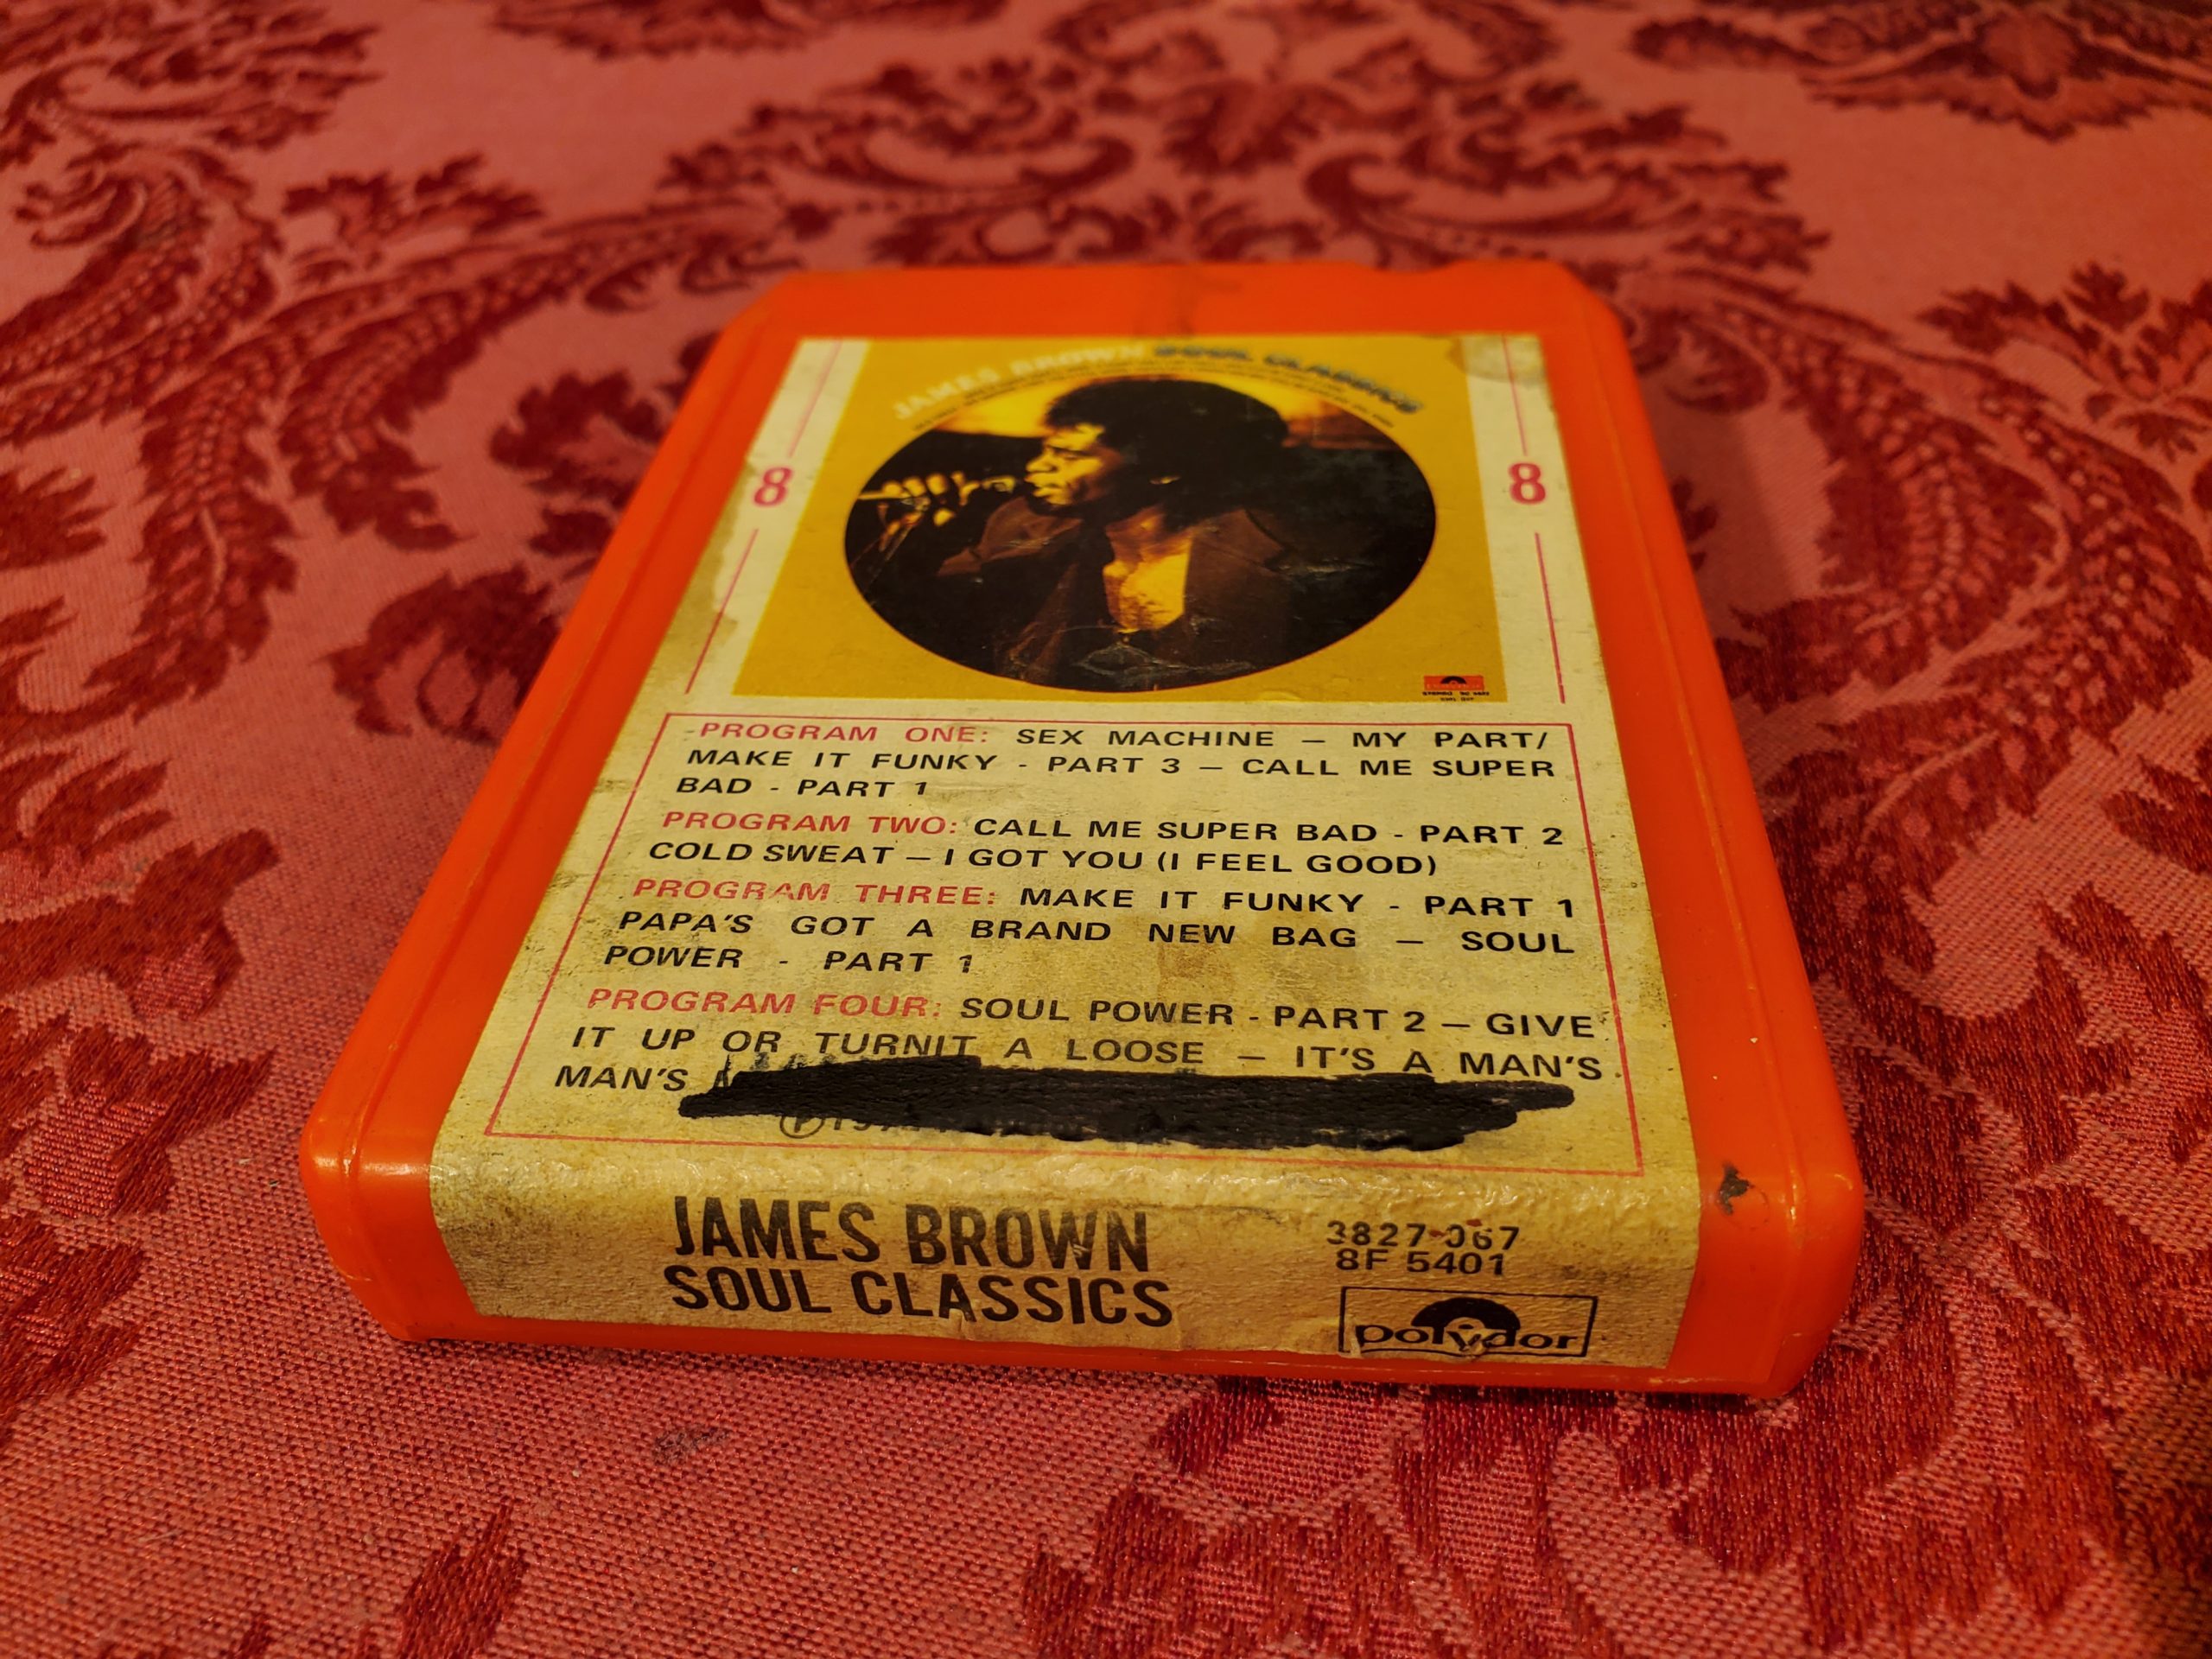 JAMES BROWN SOUL CLASSICS
8
8
PROGRAM ONE: SEX MACHINE — MY PART/
MAKE IT FUNKY - PART 3 — CALL ME SUPER
BAD - PART 1
PROGRAM TWO: CALL ME SUPER BAD - PART 2
COLD SWEAT — I GOT YOU (I FEEL GOOD)
PROGRAM THREE: MAKE IT FUNKY - PART 1
PAPA'S GOT A BRAND NEW BAG — SOUL
POWER - PART 1
PROGRAM FOUR: SOUL POWER - PART 2 — GIVE
IT UP OR TURNIT A LOOSE — IT'S A MAN'S
MAN'S
JAMES BROWN
SOUL CLASSICS
3827-067
8F 5401
polydor